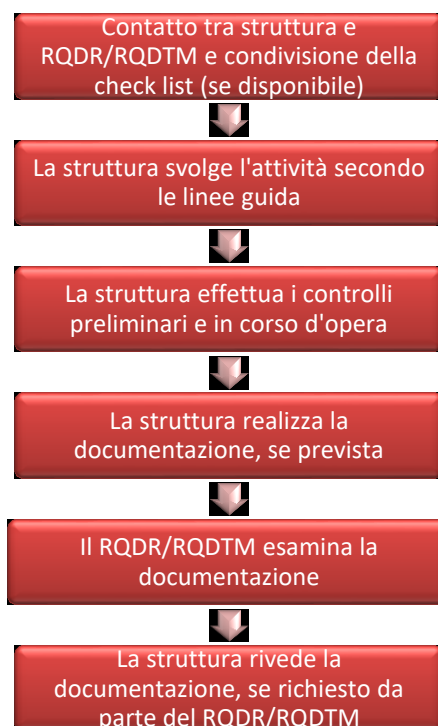 Contatto tra struttura e
RQDR/RQDTM e condivisione della
check list (se disponibile)
La struttura svolge l'attività secondo
le linee guida
La struttura effettua i controlli
preliminari e in corso d'opera
La struttura realizza la
documentazione, se prevista
Il RQDR/RQDTM esamina la
documentazione
La struttura rivede la
documentazione, se richiesto da
parte del RQDR/RQDTM